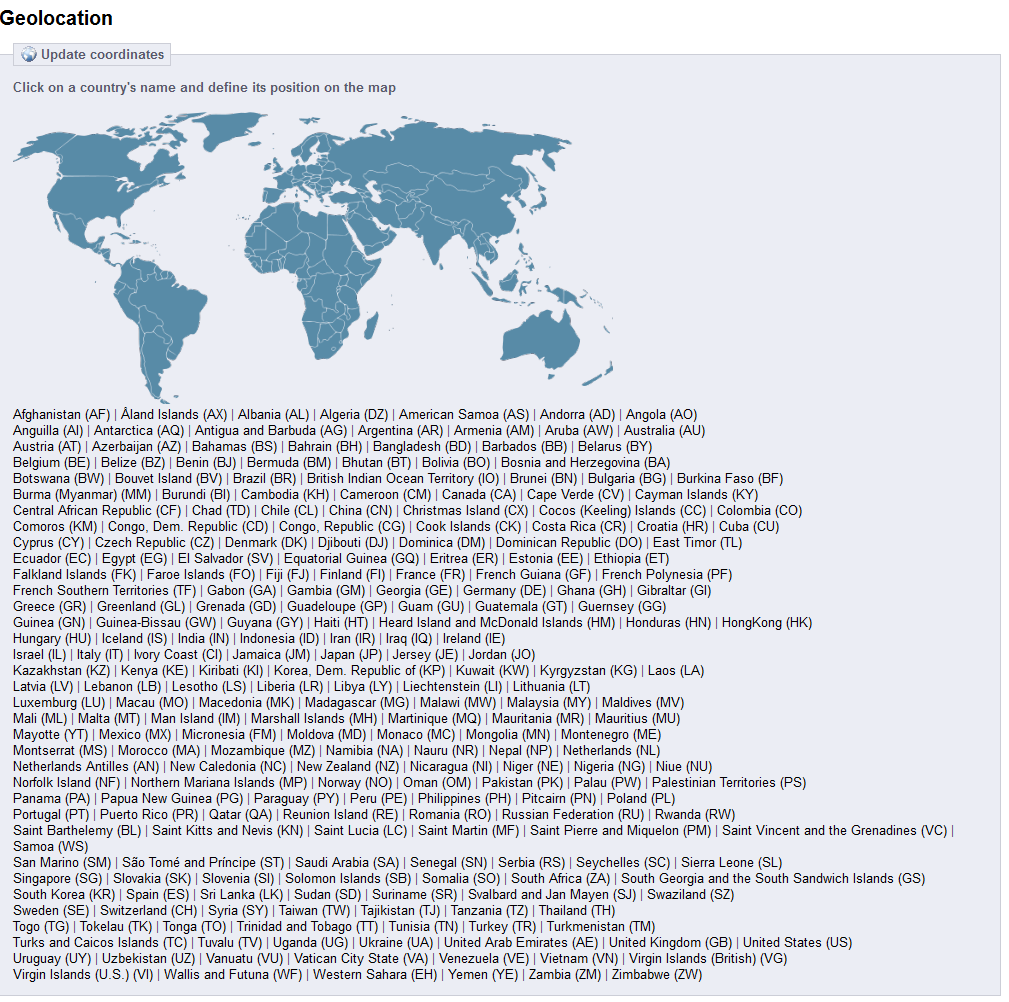 Geolocation
Update coordinates
Click on a country's name and define its position on the map
Afghanistan (AF) | Åland Islands (AX) | Albania (AL) | Algeria (DZ) | American Samoa (AS) | Andorra (AD) | Angola (AO)
Anguilla (AI) | Antarctica (AQ) | Antigua and Barbuda (AG) | Argentina (AR) | Armenia (AM) | Aruba (AW) | Australia (AU)
Austria (AT) | Azerbaijan (AZ) | Bahamas (BS) | Bahrain (BH) | Bangladesh (BD) | Barbados (BB) | Belarus (BY)
Belgium (BE) | Belize (BZ) | Benin (BJ) | Bermuda (BM) | Bhutan (BT) | Bolivia (BO) | Bosnia and Herzegovina (BA)
Botswana (BW) | Bouvet Island (BV) | Brazil (BR) | British Indian Ocean Territory (IO) | Brunei (BN) | Bulgaria (BG) | Burkina Faso (BF)
Burma (Myanmar) (MM) | Burundi (BI) | Cambodia (KH) | Cameroon (CM) | Canada (CA) | Cape Verde (CV) | Cayman Islands (KY)
Central African Republic (CF) | Chad (TD) | Chile (CL) | China (CN) | Christmas Island (CX) | Cocos (Keeling) Islands (CC) | Colombia (CO)
Comoros (KM) | Congo, Dem. Republic (CD) | Congo, Republic (CG) | Cook Islands (CK) | Costa Rica (CR) | Croatia (HR) | Cuba (CU)
Cyprus (CY) | Czech Republic (CZ) | Denmark (DK) | Djibouti (DJ) | Dominica (DM) | Dominican Republic (DO) | East Timor (TL)
Ecuador (EC) | Egypt (EG) | El Salvador (SV) | Equatorial Guinea (GQ) | Eritrea (ER) | Estonia (EE) | Ethiopia (ET)
Falkland Islands (FK) | Faroe Islands (FO) | Fiji (FJ) | Finland (FI) | France (FR) | French Guiana (GF) | French Polynesia (PF)
French Southern Territories (TF) | Gabon (GA) | Gambia (GM) | Georgia (GE) | Germany (DE) | Ghana (GH) | Gibraltar (GI)
Greece (GR) | Greenland (GL) | Grenada (GD) | Guadeloupe (GP) | Guam (GU) | Guatemala (GT) | Guernsey (GG)
Guinea (GN) | Guinea-Bissau (GW) | Guyana (GY) | Haiti (HT) | Heard Island and McDonald Islands (HM) | Honduras (HN) | HongKong (HK)
Hungary (HU) | Iceland (IS) | India (IN) | Indonesia (ID) | Iran (IR) | Iraq (IQ) | Ireland (IE)
Israel (IL) | Italy (IT) | Ivory Coast (CI) | Jamaica (JM) | Japan (JP) | Jersey (JE) | Jordan (JO)
Kazakhstan (KZ) | Kenya (KE) | Kiribati (KI) | Korea, Dem. Republic of (KP) | Kuwait (KW) | Kyrgyzstan (KG) | Laos (LA)
Latvia (LV) | Lebanon (LB) | Lesotho (LS) | Liberia (LR) | Libya (LY) | Liechtenstein (LI) | Lithuania (LT)
Luxemburg (LU) | Macau (MO) | Macedonia (MK) | Madagascar (MG) | Malawi (MW) | Malaysia (MY) | Maldives (MV)
Mali (ML) | Malta (MT) | Man Island (IM) | Marshall Islands (MH) | Martinique (MQ) | Mauritania (MR) | Mauritius (MU)
Mayotte (YT) | Mexico (MX) | Micronesia (FM) | Moldova (MD) | Monaco (MC) | Mongolia (MN) | Montenegro (ME)
Montserrat (MS) | Morocco (MA) | Mozambique (MZ) | Namibia (NA) | Nauru (NR) | Nepal (NP) | Netherlands (NL)
Netherlands Antilles (AN) | New Caledonia (NC) | New Zealand (NZ) | Nicaragua (NI) | Niger (NE) | Nigeria (NG) | Niue (NU)
Norfolk Island (NF) | Northern Mariana Islands (MP) | Norway (NO) | Oman (OM) | Pakistan (PK) | Palau (PW) | Palestinian Territories (PS)
Panama (PA) | Papua New Guinea (PG) | Paraguay (PY) | Peru (PE) | Philippines (PH) | Pitcairn (PN) | Poland (PL)
Portugal (PT) | Puerto Rico (PR) | Qatar (QA) | Reunion Island (RE) | Romania (RO) | Russian Federation (RU) | Rwanda (RW)
Saint Barthelemy (BL) | Saint Kitts and Nevis (KN) | Saint Lucia (LC) | Saint Martin (MF) | Saint Pierre and Miquelon (PM) | Saint Vincent and the Grenadines (VC) |
Samoa (WS)
San Marino (SM) | São Tomé and Príncipe (ST) | Saudi Arabia (SA) | Senegal (SN) | Serbia (RS) | Seychelles (SC) | Sierra Leone (SL)
Singapore (SG) | Slovakia (SK) | Slovenia (SI) | Solomon Islands (SB) | Somalia (SO) | South Africa (ZA) | South Georgia and the South Sandwich Islands (GS)
South Korea (KR) | Spain (ES) | Sri Lanka (LK) | Sudan (SD) | Suriname (SR) | Svalbard and Jan Mayen (SJ) | Swaziland (SZ)
Sweden (SE) | Switzerland (CH) | Syria (SY) | Taiwan (TW) | Tajikistan (TJ) | Tanzania (TZ) | Thailand (TH)
Togo (TG) | Tokelau (TK) | Tonga (TO) | Trinidad and Tobago (TT) | Tunisia (TN) | Turkey (TR) | Turkmenistan (TM)
Turks and Caicos Islands (TC) | Tuvalu (TV) | Uganda (UG) | Ukraine (UA) | United Arab Emirates (AE) | United Kingdom (GB) | United States (US)
Uruguay (UY) | Uzbekistan (UZ) | Vanuatu (VU) | Vatican City State (VA) | Venezuela (VE) | Vietnam (VN) | Virgin Islands (British) (VG)
Virgin Islands (U.S.) (VI) | Wallis and Futuna (WF) | Western Sahara (EH) | Yemen (YE) | Zambia (ZM) | Zimbabwe (ZW)